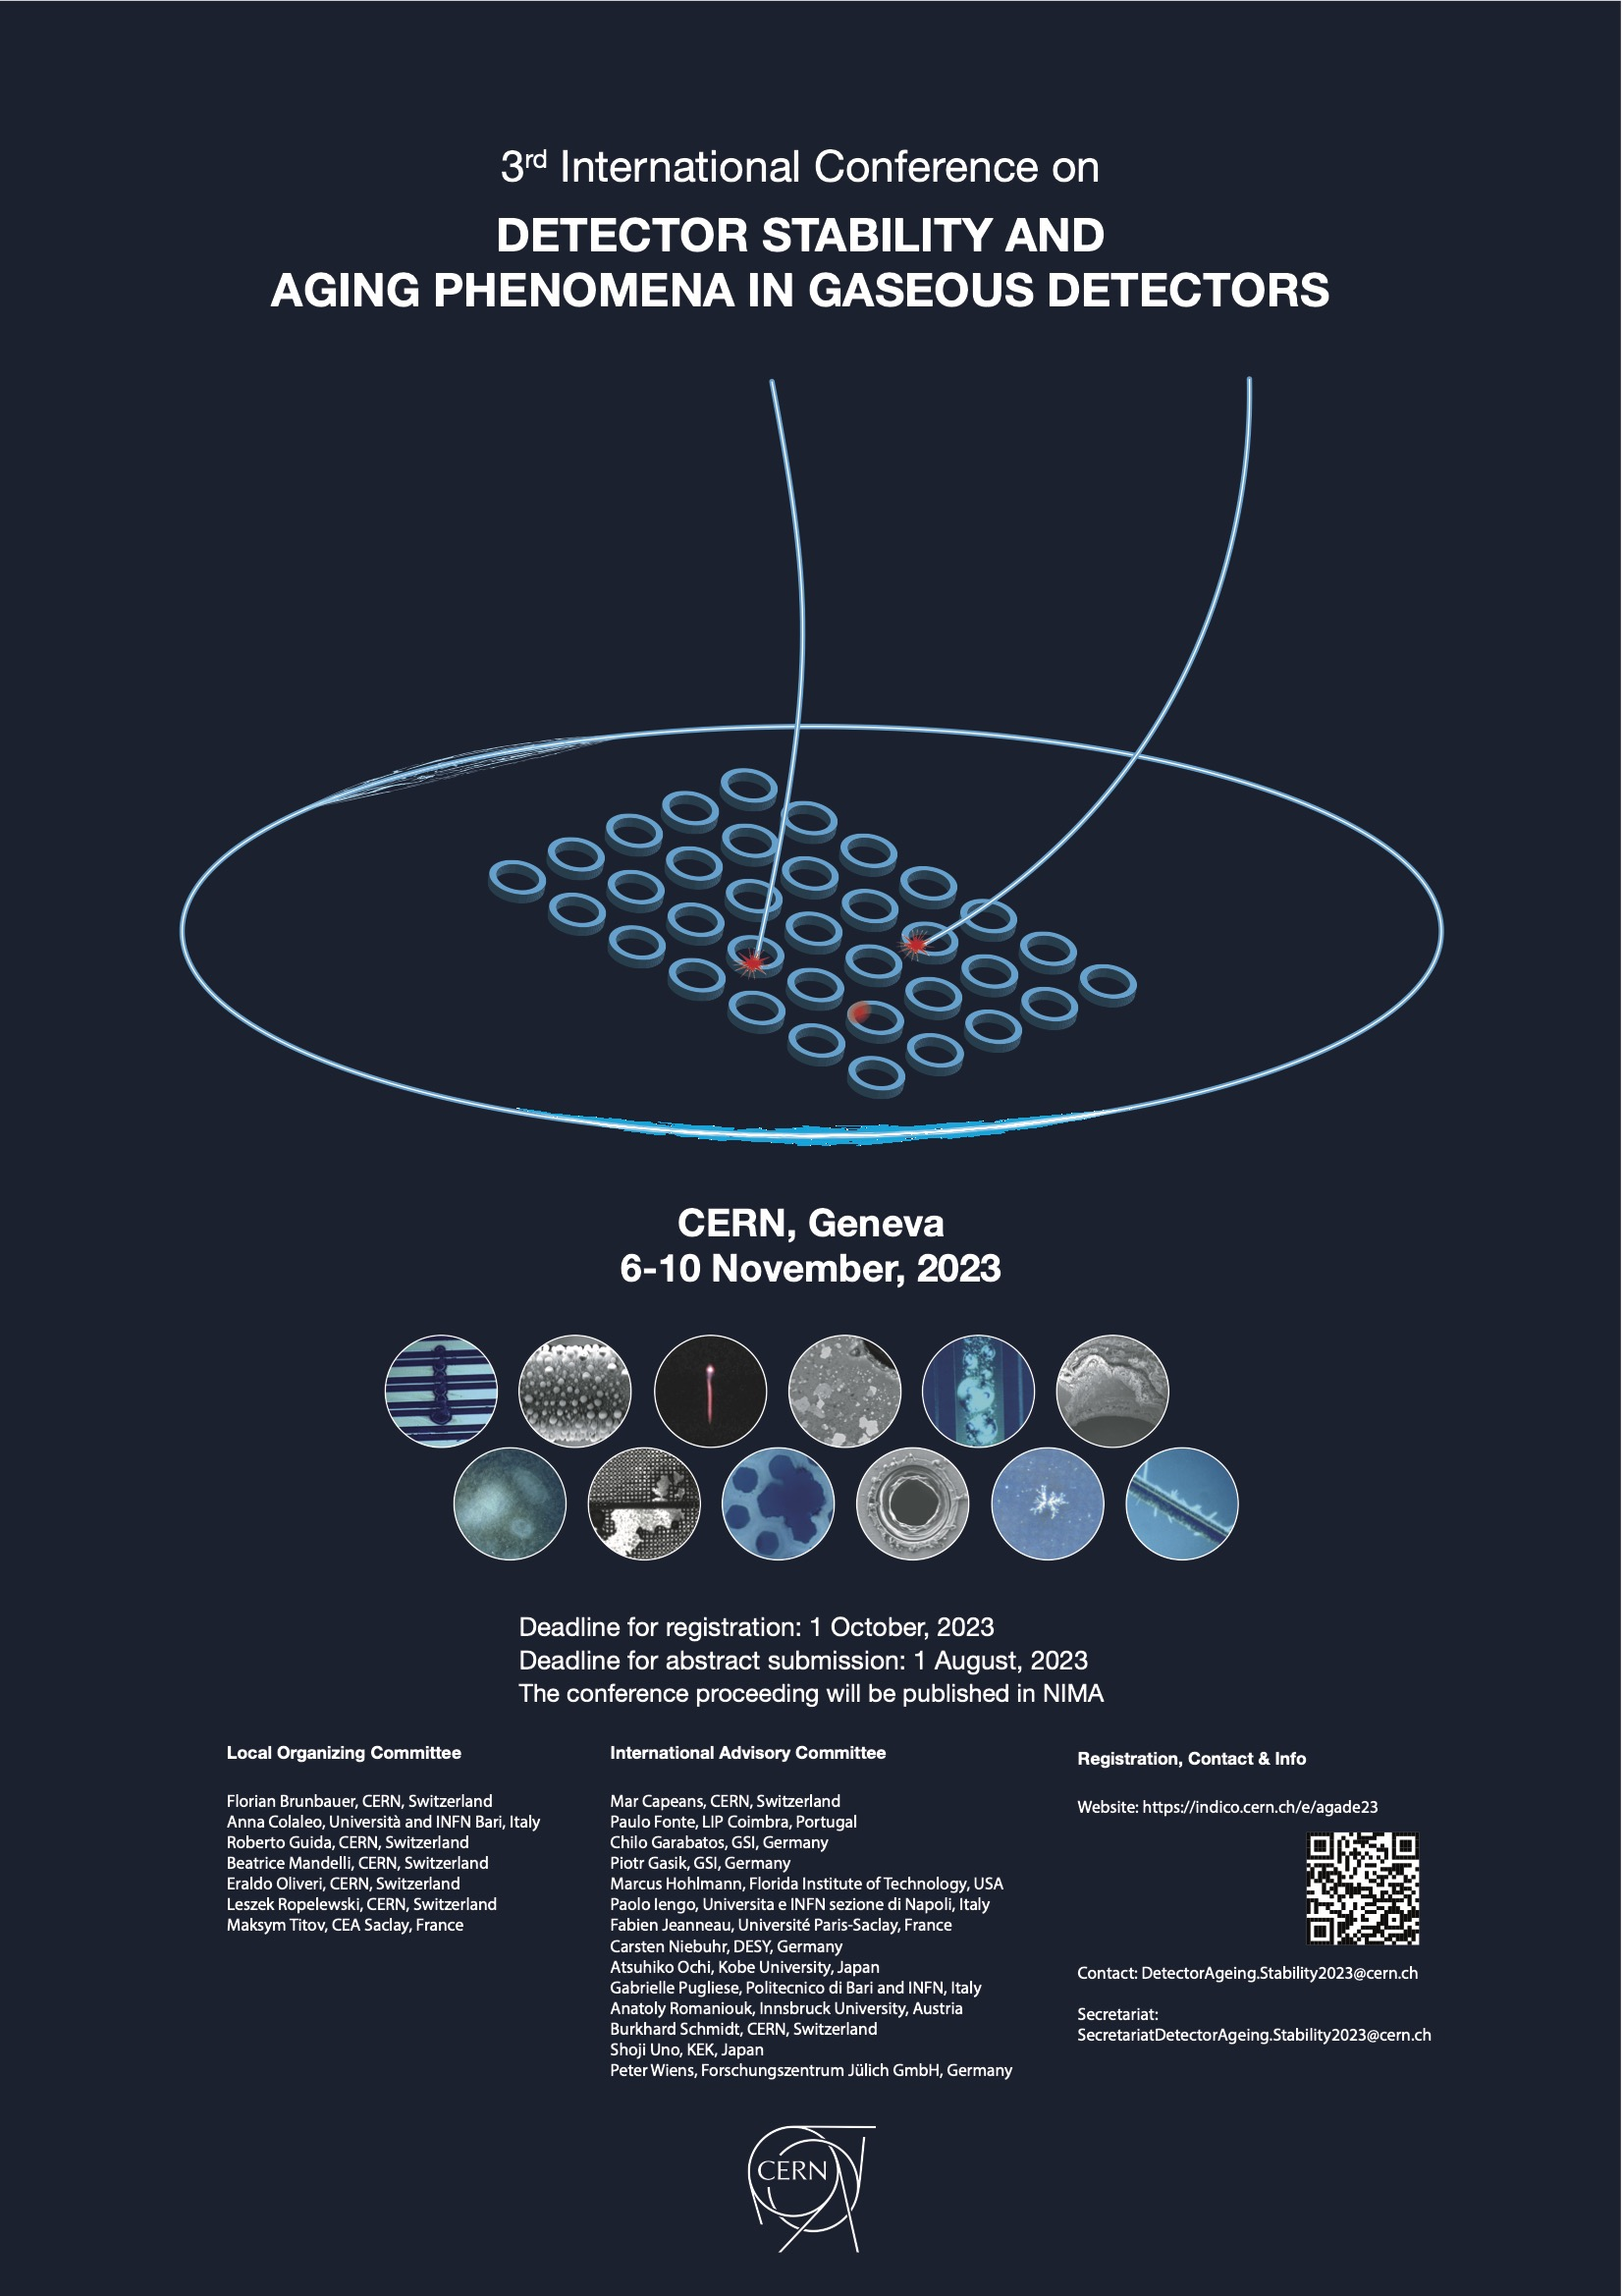 3rd International Conference on
DETECTOR STABILITY AND
AGING PHENOMENA IN GASEOUS DETECTORS
CERN, Geneva
6-10 November, 2023
Deadline for registration: 1 October, 2023
Deadline for abstract submission: 1 August, 2023
The conference proceeding will be published in NIMA
Local Organizing Committee
Florian Brunbauer, CERN, Switzerland
Anna Colaleo, Università and INFN Bari, Italy
Roberto Guida, CERN, Switzerland
Beatrice Mandelli, CERN, Switzerland
Eraldo Oliveri, CERN, Switzerland
Leszek Ropelewski, CERN, Switzerland
Maksym Titov, CEA Saclay, France
International Advisory Committee
Mar Capeans, CERN, Switzerland
Paulo Fonte, LIP Coimbra, Portugal
Chilo Garabatos, GSI, Germany
Piotr Gasik, GSI, Germany
Marcus Hohlmann, Florida Institute of Technology, USA
Paolo Iengo, Universita e INFN sezione di Napoli, Italy
Fabien Jeanneau, Université Paris-Saclay, France
Carsten Niebuhr, DESY, Germany
Atsuhiko Ochi, Kobe University, Japan
Gabrielle Pugliese, Politecnico di Bari and INFN, Italy
Anatoly Romaniouk, Innsbruck University, Austria
Burkhard Schmidt, CERN, Switzerland
Shoji Uno, KEK, Japan
Peter Wiens, Forschungszentrum Jülich GmbH, Germany
Registration, Contact & Info
Website: https://indico.cern.ch/e/agade23
Contact: DetectorAgeing.Stability2023@cern.ch
Secretariat:
SecretariatDetectorAgeing.Stability2023@cern.ch
CERN